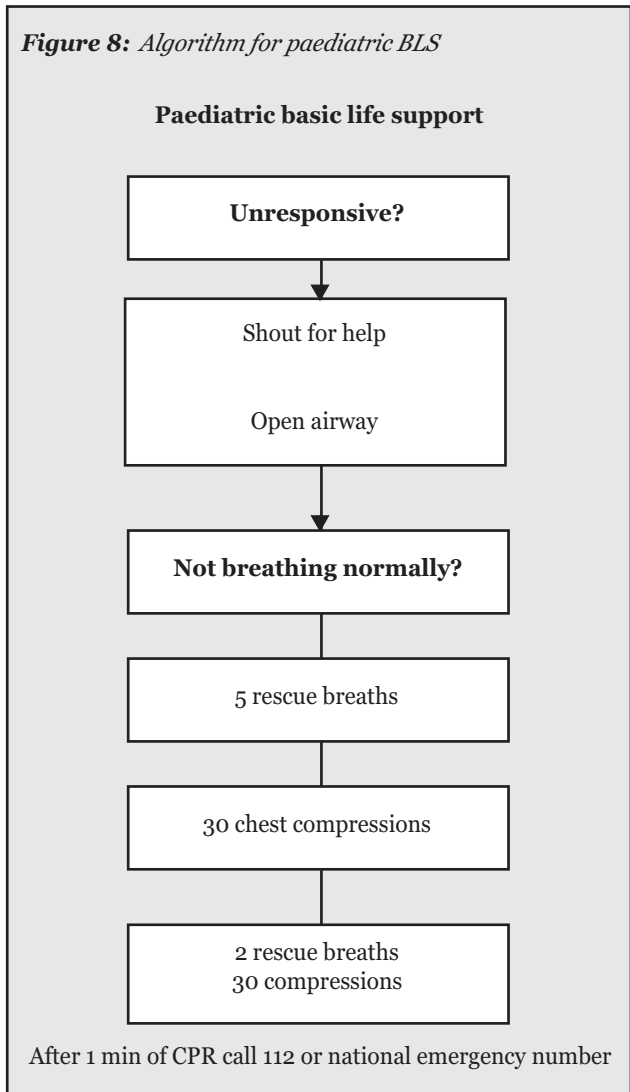 Figure 8: Algorithm for paediatric BLS
Paediatric basic life support
Unresponsive?
Shout for help
Open airway
Not breathing normally?
5 rescue breaths
30 chest compressions
2 rescue breaths
30 compressions
After 1 min of CPR call 112 or national emergency number